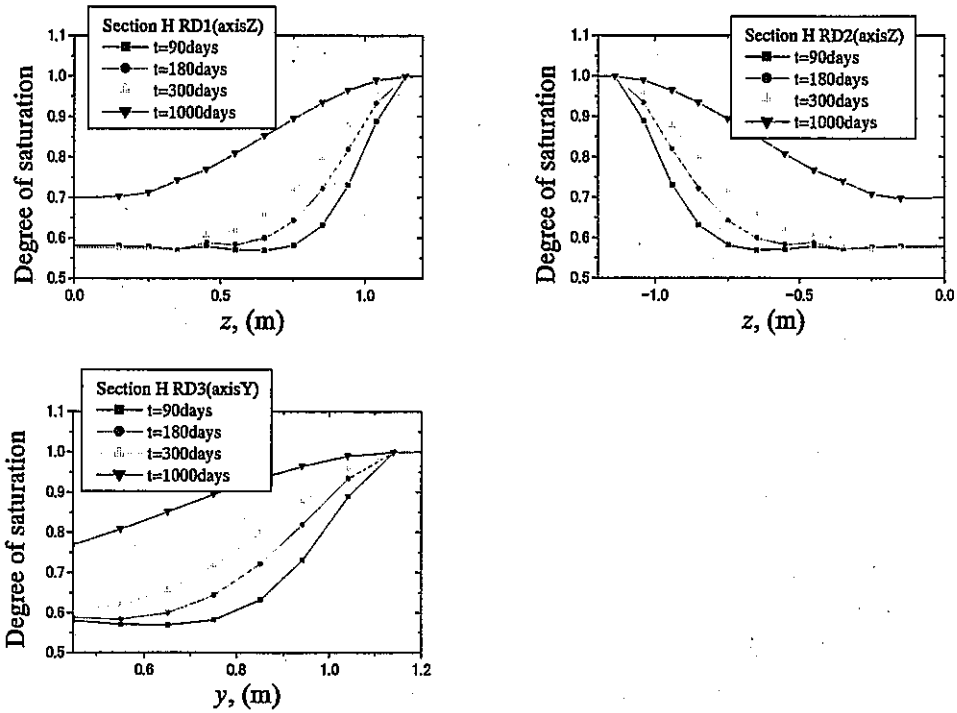 Section H RD1(axisZ)
t=90days
t=180days
t=300days
t=1000days
Degree of saturation
1.1
1.0
0.9
0.8
0.7
0.6
0.5
0.0
0.5
1.0
z, (m)
Section H RD2(axisZ)
t=90days
t=180days
t=300days
t=1000days
Degree of saturation
1.1
1.0
0.9
0.8
0.7
0.6
0.5
−1.0
−0.5
0.0
z, (m)
Section H RD3(axisY)
t=90days
t=180days
t=300days
t=1000days
Degree of saturation
1.1
1.0
0.9
0.8
0.7
0.6
0.5
0.6
0.8
1.0
1.2
y, (m)